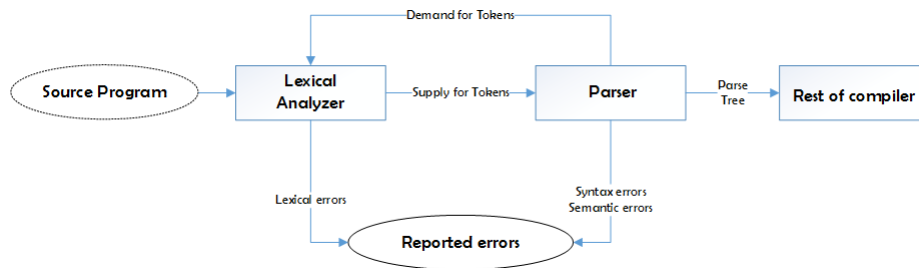 Demand for Tokens
Source Program
Lexical
Analyzer
Supply for Tokens
Parser
Parse
Tree
Rest of compiler
Lexical errors
Syntax errors
Semantic errors
Reported errors